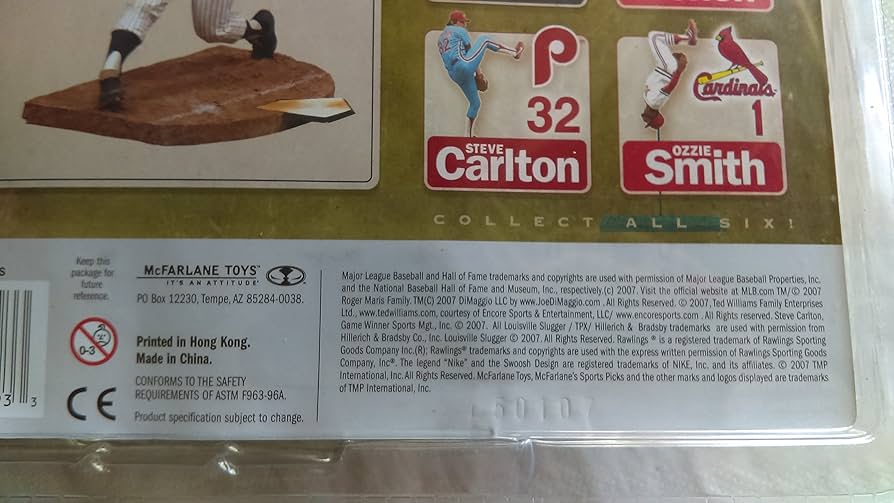 32
STEVE
Carlton
Cardinals
1
OZZIE
Smith
COLLECT ALL SIX!
Keep this
package for
future
reference.
0-3
3
CE
McFARLANE TOYS™
IT'S AN ATTITUDE
PO Box 12230, Tempe, AZ 85284-0038.
Printed in Hong Kong.
Made in China.
CONFORMS TO THE SAFETY
REQUIREMENTS OF ASTM F963-96A.
Product specification subject to change.
Major League Baseball and Hall of Fame trademarks and copyrights are used with permission of Major League Baseball Properties, Inc.
and the National Baseball Hall of Fame and Museum, Inc., respectively.(c) 2007. Visit the official website at MLB.com TM/© 2007
Roger Maris Family. TM(C) 2007 DiMaggio LLC by www.JoeDiMaggio.com . All Rights Reserved. © 2007, Ted Williams Family Enterprises
Ltd., www.tedwilliams.com, courtesy of Encore Sports & Entertainment, LLC/ www.encoresports.com . All Rights Reserved. Steve Carlton,
Game Winner Sports Mgt., Inc. © 2007. All Louisville Slugger / TPX/ Hillerich & Bradsby trademarks are used with permission from
Hillerich & Bradsby Co., Inc. Louisville Slugger © 2007. All Rights Reserved. Rawlings® is a registered trademark of Rawlings Sporting
Goods Company Inc.(R); Rawlings® trademarks and copyrights are used with the express written permission of Rawlings Sporting Goods
Company, Inc®. The legend "Nike" and the Swoosh Design are registered trademarks of NIKE, Inc. and its affiliates. © 2007 TMP
International, Inc. All Rights Reserved. McFarlane Toys, McFarlane's Sports Picks and the other marks and logos displayed are trademarks
of TMP International, Inc.